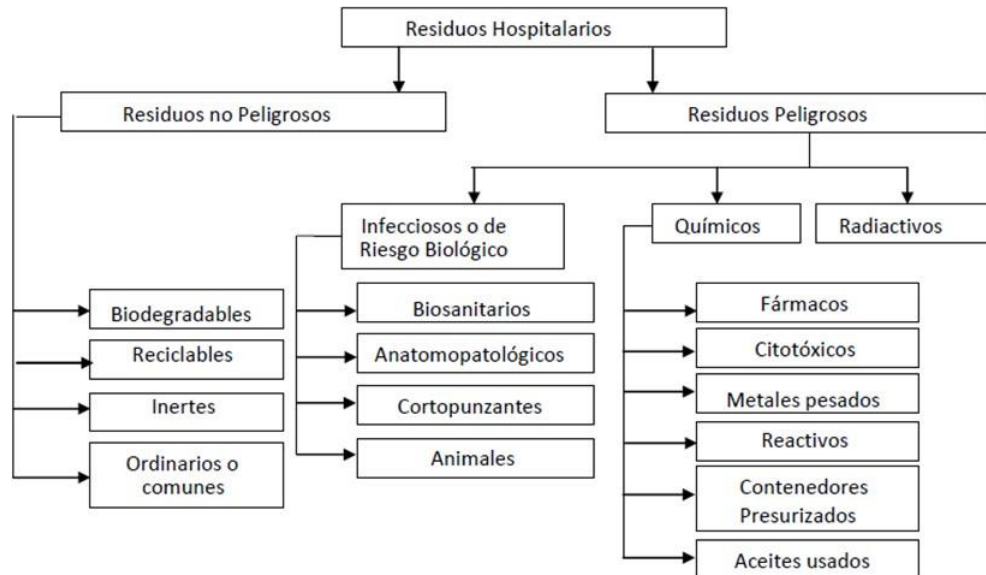 Residuos Hospitalarios
Residuos no Peligrosos
Residuos Peligrosos
Infecciosos o de
Riesgo Biológico
Químicos
Radiactivos
Biodegradables
Reciclables
Inertes
Ordinarios o
comunes
Biosanitarios
Anatomopatológicos
Cortopunzantes
Animales
Fármacos
Citotóxicos
Metales pesados
Reactivos
Contenedores
Presurizados
Aceites usados